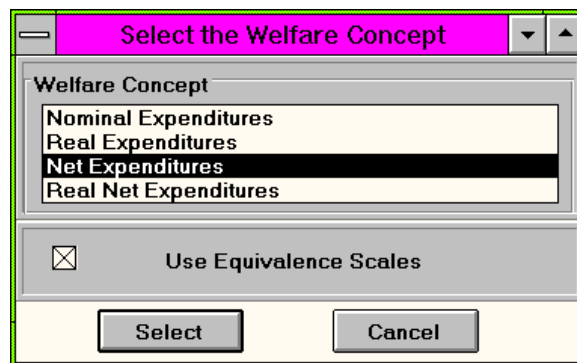 Select the Welfare Concept
Welfare Concept
Nominal Expenditures
Real Expenditures
Net Expenditures
Real Net Expenditures
Use Equivalence Scales
Select Cancel